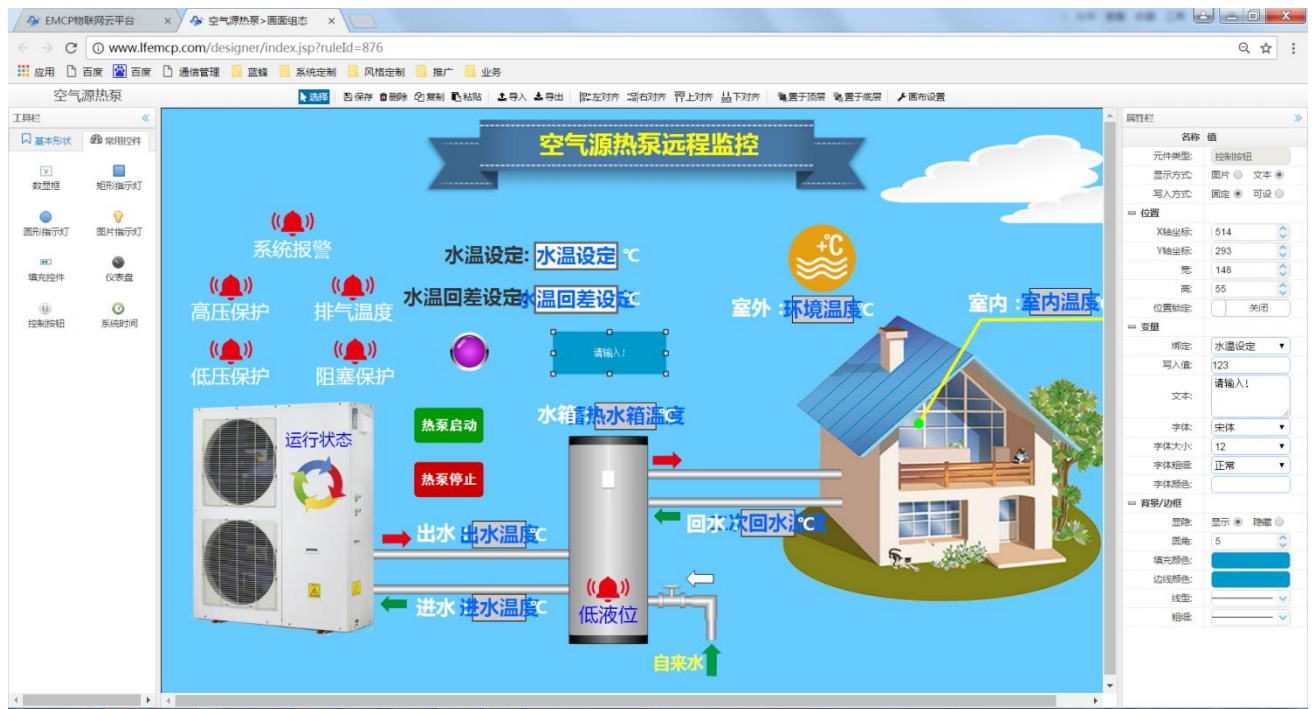 EMCP物联网云平台
空气源热泵>画面组态
www.lfemcp.com/designer/index.jsp?ruleId=876
应用 百度 百度 通信管理 蓝蜂 系统定制 风格定制 推广 业务
空气源热泵
选择 保存 删除 复制 粘贴 导入 导出 左对齐 右对齐 上对齐 下对齐 置于顶层 置于底层 画布设置
工具栏
基本形状 常用控件
数显框 矩形指示灯
圆形指示灯 图片指示灯
填充控件 仪表盘
控制按钮 系统时间
空气源热泵远程监控
系统报警
水温设定: 水温设定 ℃
高压保护 排气温度
水温回差设定: 水温回差设定 ℃
+℃
室外: 环境温度 ℃
室内: 室内温度
低压保护 阻塞保护
请输入!
运行状态
热泵启动
热泵停止
水箱 热水箱温度
出水 出水温度 ℃
回水 次回水温度 ℃
进水 进水温度 ℃
低液位
自来水
属性栏
名称 值
元件类型: 控制按钮
显示方式: 图片 文本
写入方式: 固定 可设
位置
X轴坐标: 514
Y轴坐标: 293
宽: 148
高: 55
位置锁定: 关闭
变量
绑定: 水温设定
写入值: 123
文本: 请输入!
字体: 宋体
字体大小: 12
字体粗细: 正常
字体颜色:
背景/边框
显隐: 显示 隐藏
圆角: 5
填充颜色:
边线颜色:
线型:
粗细: